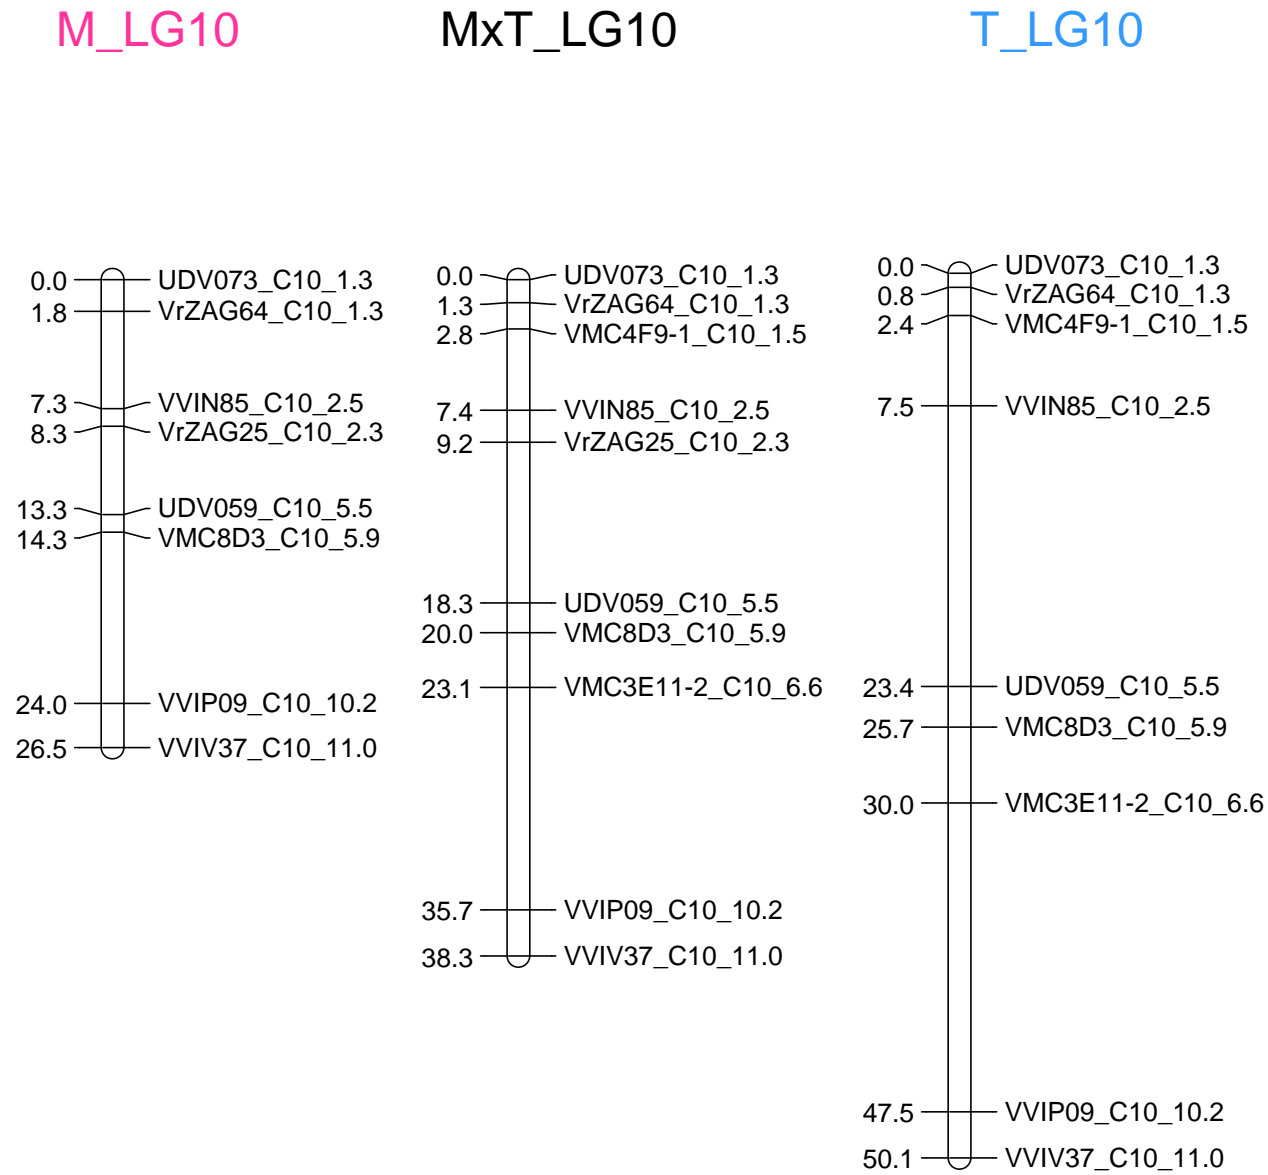 M_LG10
0.0 UDV073_C10_1.3
1.8 VrZAG64_C10_1.3
7.3 VVIN85_C10_2.5
8.3 VrZAG25_C10_2.3
13.3 UDV059_C10_5.5
14.3 VMC8D3_C10_5.9
24.0 VVIP09_C10_10.2
26.5 VVIV37_C10_11.0
MxT_LG10
0.0 UDV073_C10_1.3
1.3 VrZAG64_C10_1.3
2.8 VMC4F9-1_C10_1.5
7.4 VVIN85_C10_2.5
9.2 VrZAG25_C10_2.3
18.3 UDV059_C10_5.5
20.0 VMC8D3_C10_5.9
23.1 VMC3E11-2_C10_6.6
35.7 VVIP09_C10_10.2
38.3 VVIV37_C10_11.0
T_LG10
0.0 UDV073_C10_1.3
0.8 VrZAG64_C10_1.3
2.4 VMC4F9-1_C10_1.5
7.5 VVIN85_C10_2.5
23.4 UDV059_C10_5.5
25.7 VMC8D3_C10_5.9
30.0 VMC3E11-2_C10_6.6
47.5 VVIP09_C10_10.2
50.1 VVIV37_C10_11.0